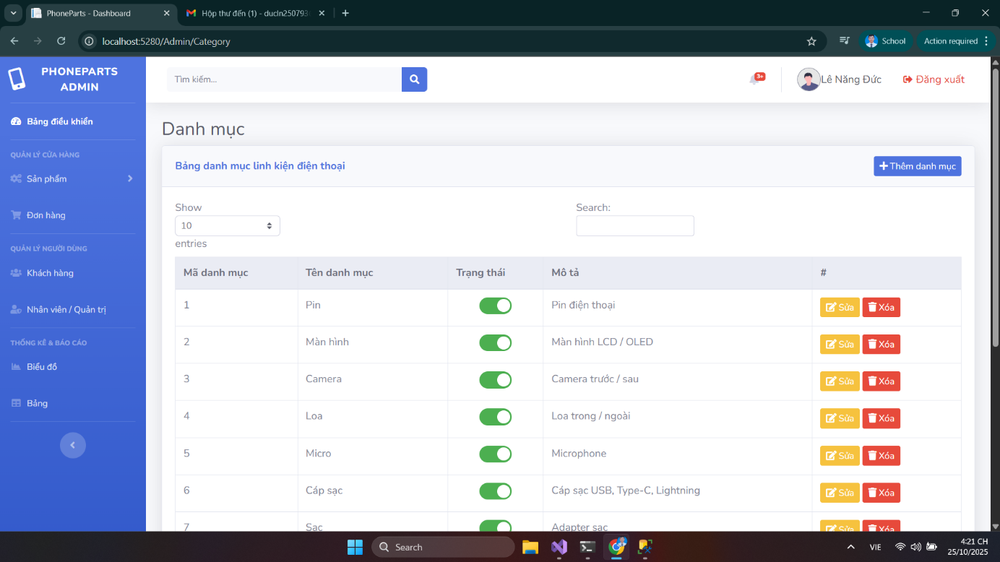 PhoneParts - Dashboard
Hộp thư đến (1) - ducln250793
localhost:5280/Admin/Category
School
Action required
PHONEPARTS
ADMIN
Tìm kiếm...
3+
Lê Năng Đức
Đăng xuất
Bảng điều khiển
QUẢN LÝ CỬA HÀNG
Sản phẩm
Đơn hàng
QUẢN LÝ NGƯỜI DÙNG
Khách hàng
Nhân viên / Quản trị
THỐNG KÊ & BÁO CÁO
Biểu đồ
Bảng
Danh mục
Bảng danh mục linh kiện điện thoại
Thêm danh mục
Show
10
entries
Search:
Mã danh mục Tên danh mục Trạng thái Mô tả #
1 Pin Pin điện thoại Sửa Xóa
2 Màn hình Màn hình LCD / OLED Sửa Xóa
3 Camera Camera trước / sau Sửa Xóa
4 Loa Loa trong / ngoài Sửa Xóa
5 Micro Microphone Sửa Xóa
6 Cáp sạc Cáp sạc USB, Type-C, Lightning Sửa Xóa
7 Sạc Adapter sạc Sửa Xóa
Search
VIE
4:21 CH
25/10/2025